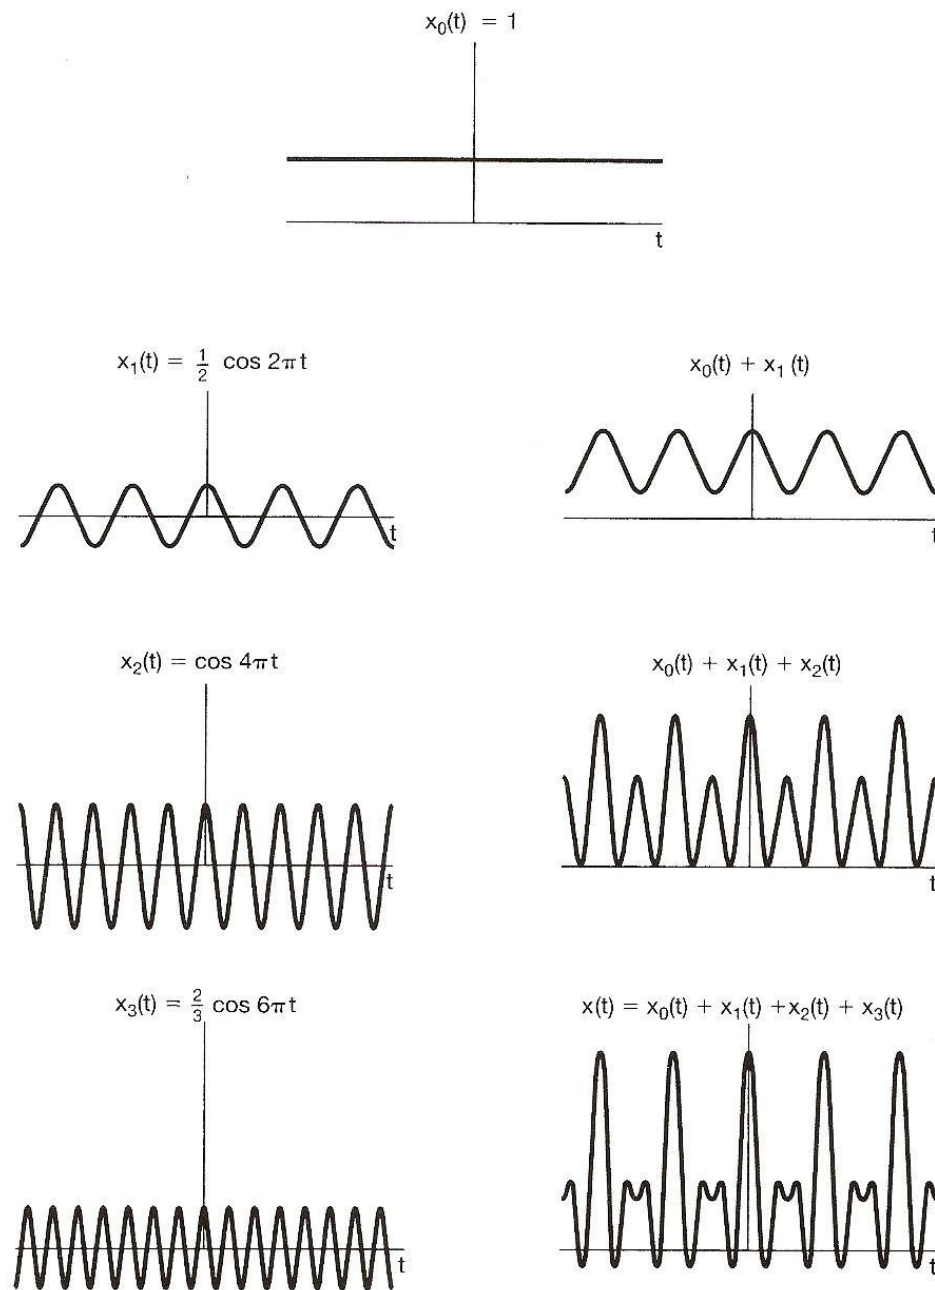 x₀(t) = 1
t
x₁(t) = 1/2 cos 2πt
t
x₀(t) + x₁(t)
t
x₂(t) = cos 4πt
t
x₀(t) + x₁(t) + x₂(t)
t
x₃(t) = 2/3 cos 6πt
t
x(t) = x₀(t) + x₁(t) + x₂(t) + x₃(t)
t